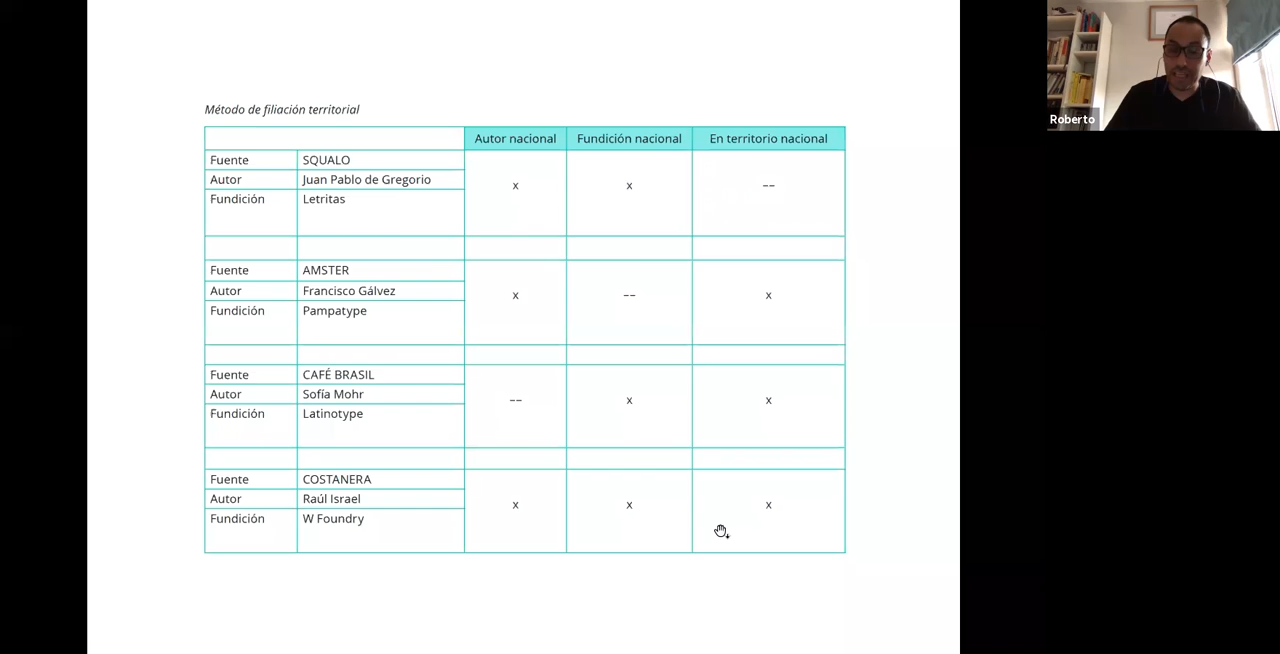 Método de filiación territorial
Autor nacional Fundición nacional En territorio nacional
Fuente SQUALO
Autor Juan Pablo de Gregorio
x x --
Fundición Letritas
Fuente AMSTER
Autor Francisco Gálvez
x -- x
Fundición Pampatype
Fuente CAFÉ BRASIL
Autor Sofía Mohr
-- x x
Fundición Latinotype
Fuente COSTANERA
Autor Raúl Israel
x x x
Fundición W Foundry
Roberto